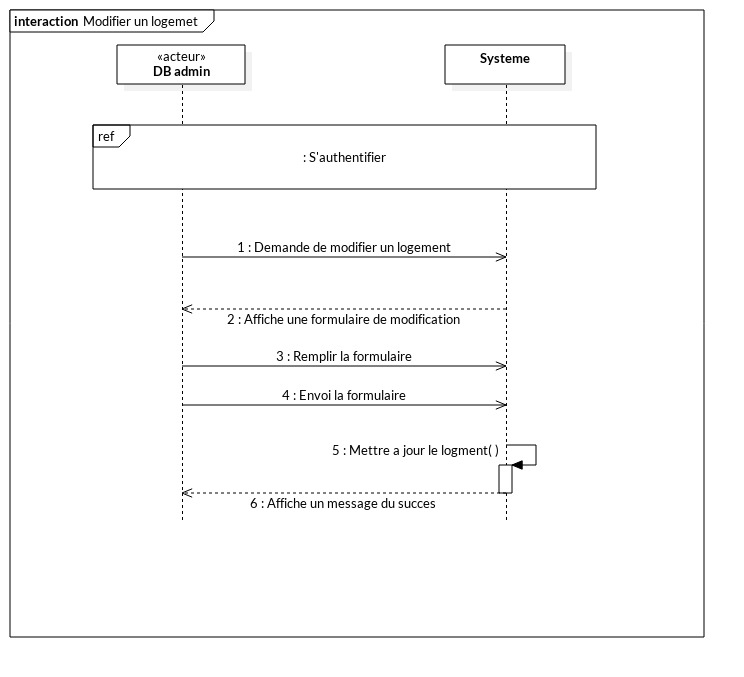 interaction Modifier un logemet
«acteur»
DB admin
Systeme
ref
: S'authentifier
1 : Demande de modifier un logement
2 : Affiche une formulaire de modification
3 : Remplir la formulaire
4 : Envoi la formulaire
5 : Mettre a jour le logment( )
6 : Affiche un message du succes